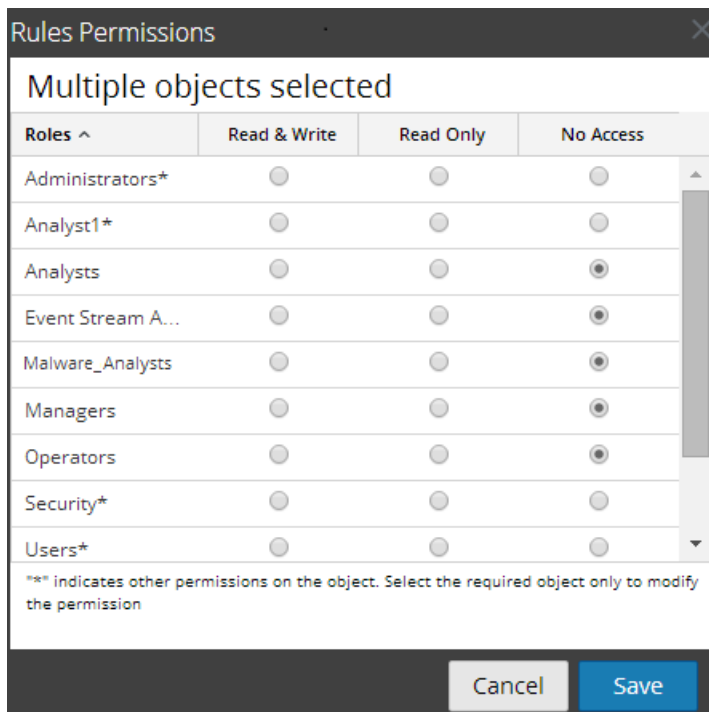 Rules Permissions
Multiple objects selected
Roles Read & Write Read Only No Access
Administrators*
Analyst1*
Analysts
Event Stream A...
Malware_Analysts
Managers
Operators
Security*
Users*
"*" indicates other permissions on the object. Select the required object only to modify
the permission
Cancel Save